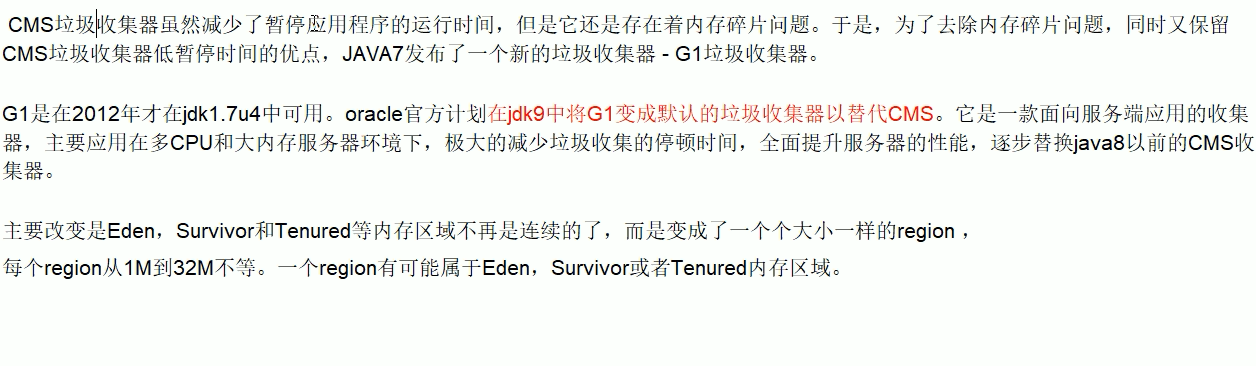 CMS垃圾收集器虽然减少了暂停应用程序的运行时间，但是它还是存在着内存碎片问题。于是，为了去除内存碎片问题，同时又保留
CMS垃圾收集器低暂停时间的优点，JAVA7发布了一个新的垃圾收集器 - G1垃圾收集器。
G1是在2012年才在jdk1.7u4中可用。oracle官方计划在jdk9中将G1变成默认的垃圾收集器以替代CMS。它是一款面向服务端应用的收集
器，主要应用在多CPU和大内存服务器环境下，极大的减少垃圾收集的停顿时间，全面提升服务器的性能，逐步替换java8以前的CMS收
集器。
主要改变是Eden，Survivor和Tenured等内存区域不再是连续的了，而是变成了一个个大小一样的region ，
每个region从1M到32M不等。一个region有可能属于Eden，Survivor或者Tenured内存区域。